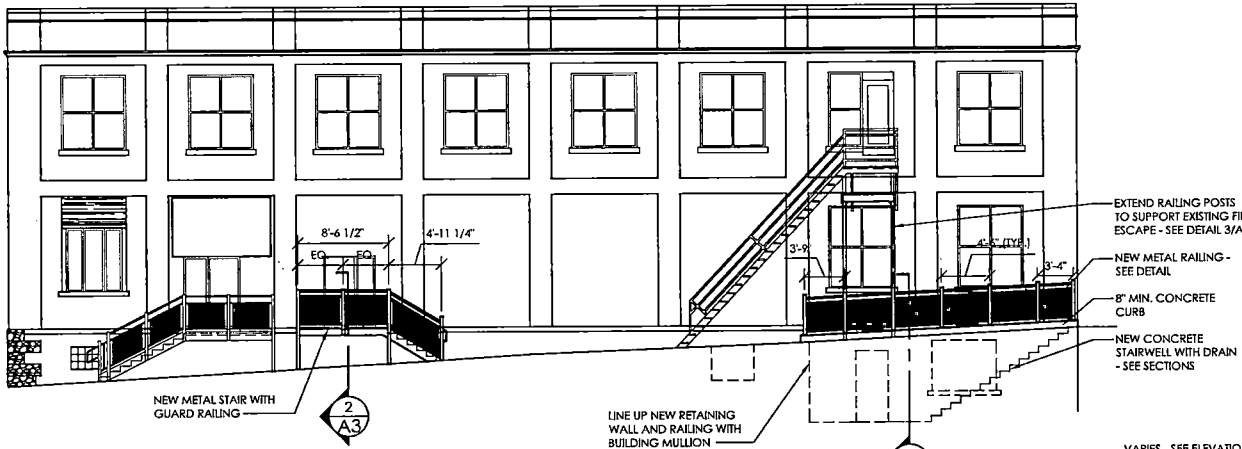 8'-6 1/2"
4'-11 1/4"
EQ.
EQ.
3'-9
4'-6" (TYP.)
3'-4"
EXTEND RAILING POSTS
TO SUPPORT EXISTING FI
ESCAPE - SEE DETAIL 3/A
NEW METAL RAILING -
SEE DETAIL
8" MIN. CONCRETE
CURB
NEW CONCRETE
STAIRWELL WITH DRAIN
- SEE SECTIONS
NEW METAL STAIR WITH
GUARD RAILING
2
A3
LINE UP NEW RETAINING
WALL AND RAILING WITH
BUILDING MULLION
VARIES - SEE ELEVATIO